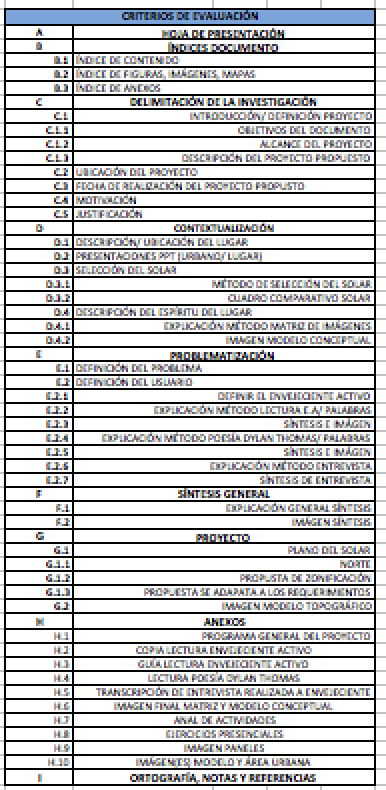 CRITERIOS DE EVALUACIÓN
A HOJA DE PRESENTACIÓN
B ÍNDICES DOCUMENTO
B.1 ÍNDICE DE CONTENIDO
B.2 ÍNDICE DE FIGURAS, IMÁGENES, MAPAS
B.3 ÍNDICE DE ANEXOS
C DELIMITACIÓN DE LA INVESTIGACIÓN
C.1 INTRODUCCIÓN/ DEFINICIÓN PROYECTO
C.1.1 OBJETIVOS DEL DOCUMENTO
C.1.2 ALCANCE DEL PROYECTO
C.1.3 DESCRIPCIÓN DEL PROYECTO PROPUESTO
C.2 UBICACIÓN DEL PROYECTO
C.3 FECHA DE REALIZACIÓN DEL PROYECTO PROPUSTO
C.4 MOTIVACIÓN
C.5 JUSTIFICACIÓN
D CONTEXTUALIZACIÓN
D.1 DESCRIPCIÓN/ UBICACIÓN DEL LUGAR
D.2 PRESENTACIONES PPT (URBANO/ LUGAR)
D.3 SELECCIÓN DEL SOLAR
D.3.1 MÉTODO DE SELECCIÓN DEL SOLAR
D.3.2 CUADRO COMPARATIVO SOLAR
D.4 DESCRIPCIÓN DEL ESPÍRITU DEL LUGAR
D.4.1 EXPLICACIÓN MÉTODO MATRIZ DE IMÁGENES
D.4.2 IMAGEN MODELO CONCEPTUAL
E PROBLEMATIZACIÓN
E.1 DEFINICIÓN DEL PROBLEMA
E.2 DEFINICIÓN DEL USUARIO
E.2.1 DEFINIR EL ENVEJECIENTE ACTIVO
E.2.2 EXPLICACIÓN MÉTODO LECTURA E.A/ PALABRAS
E.2.3 SÍNTESIS E IMÁGEN
E.2.4 EXPLICACIÓN MÉTODO POESÍA DYLAN THOMAS/ PALABRAS
E.2.5 SÍNTESIS E IMÁGEN
E.2.6 EXPLICACIÓN MÉTODO ENTREVISTA
E.2.7 SÍNTESIS DE ENTREVISTA
F SÍNTESIS GENERAL
F.1 EXPLICACIÓN GENERAL SÍNTESIS
F.2 IMÁGEN SÍNTESIS
G PROYECTO
G.1 PLANO DEL SOLAR
G.1.1 NORTE
G.1.2 PROPUSTA DE ZONIFICACIÓN
G.1.3 PROPUESTA SE ADAPATA A LOS REQUERIMIENTOS
G.2 IMAGEN MODELO TOPOGRÁFICO
H ANEXOS
H.1 PROGRAMA GENERAL DEL PROYECTO
H.2 COPIA LECTURA ENVEJECIENTE ACTIVO
H.3 GUÍA LECTURA ENVEJECIENTE ACTIVO
H.4 LECTURA POESÍA DYLAN THOMAS
H.5 TRANSCRIPCIÓN DE ENTREVISTA REALIZADA A ENVEJECIENTE
H.6 IMAGEN FINAL MATRIZ Y MODELO CONCEPTUAL
H.7 ANAL DE ACTIVIDADES
H.8 EJERCICIOS PRESENCIALES
H.9 IMAGEN PANELES
H.10 IMÁGEN(ES) MODELO Y ÁREA URBANA
I ORTOGRAFÍA, NOTAS Y REFERENCIAS